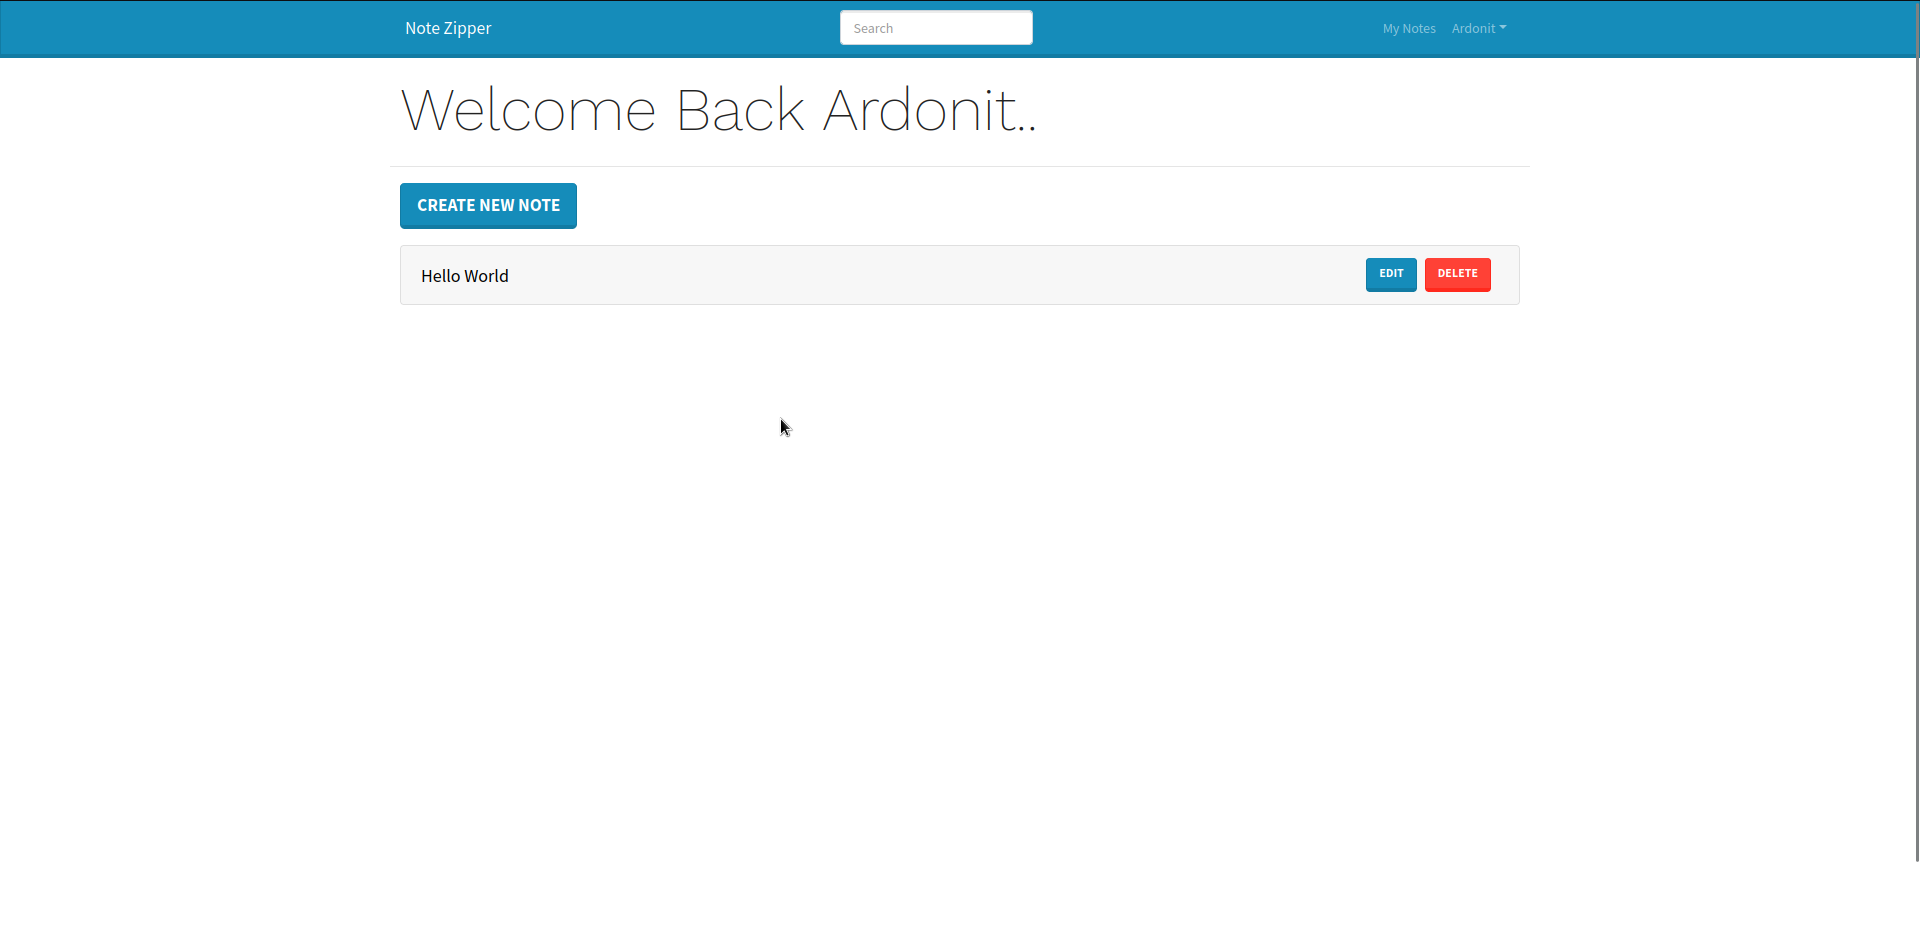 Note Zipper
Search
My Notes
Ardonit
Welcome Back Ardonit..
CREATE NEW NOTE
Hello World
EDIT
DELETE